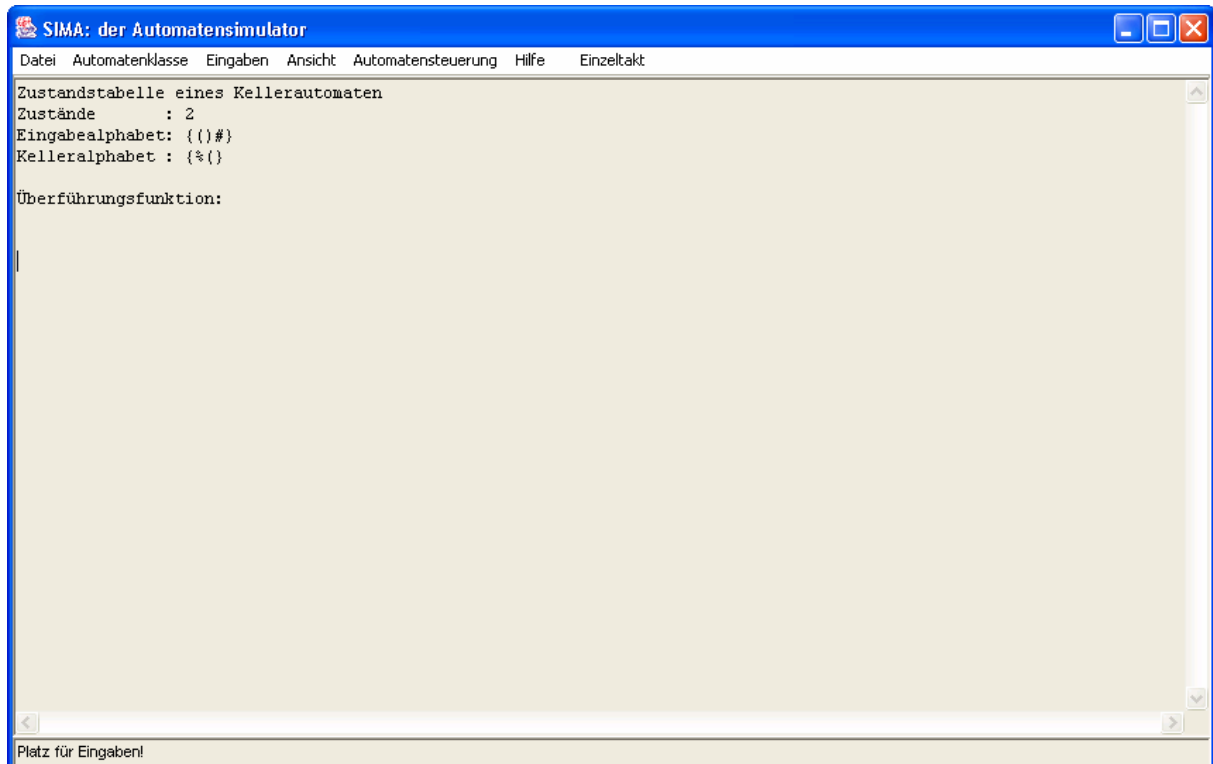 SIMA: der Automatensimulator
Datei Automatenklasse Eingaben Ansicht Automatensteuerung Hilfe Einzeltakt
Zustandstabelle eines Kellerautomaten
Zustände : 2
Eingabealphabet: {()#}
Kelleralphabet : {%(}
Überführungsfunktion:
Platz für Eingaben!